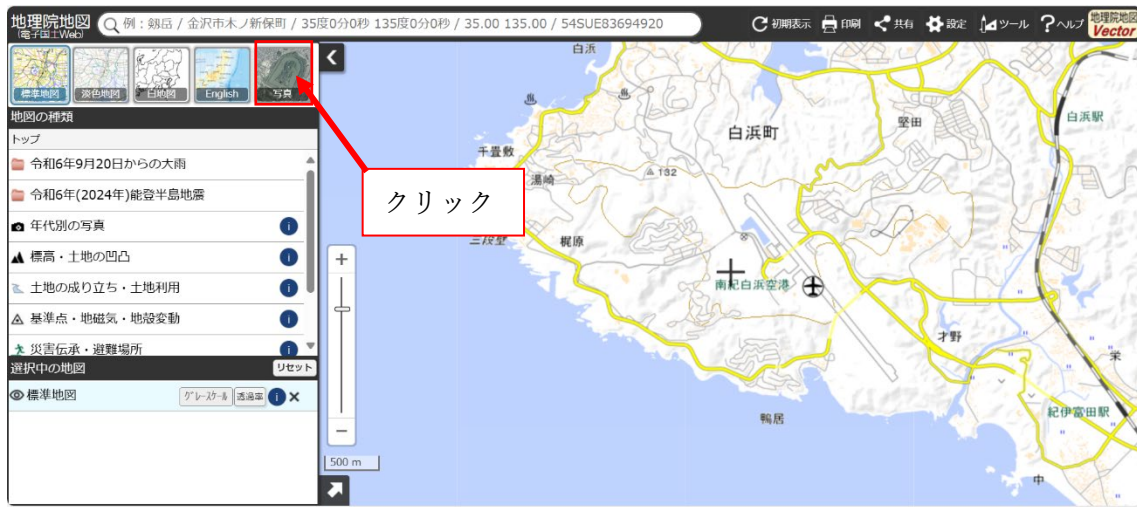 地理院地図
(電子国土Web)
例：剱岳 / 金沢市木ノ新保町 / 35度0分0秒 135度0分0秒 / 35.00 135.00 / 54SUE83694920
初期表示
印刷
共有
設定
ツール
?ヘルプ
地理院地図
Vector
標準地図
淡色地図
白地図
English
写真
地図の種類
トップ
令和6年9月20日からの大雨
令和6年(2024年)能登半島地震
年代別の写真
標高・土地の凹凸
土地の成り立ち・土地利用
基準点・地磁気・地殻変動
災害伝承・避難場所
選択中の地図
リセット
標準地図
グレースケール
透過率
クリック
500 m
白浜
白浜町
堅田
白浜駅
千畳敷
湯崎
132
三段壁
梶原
南紀白浜空港
才野
栄
鴨居
紀伊富田駅
中